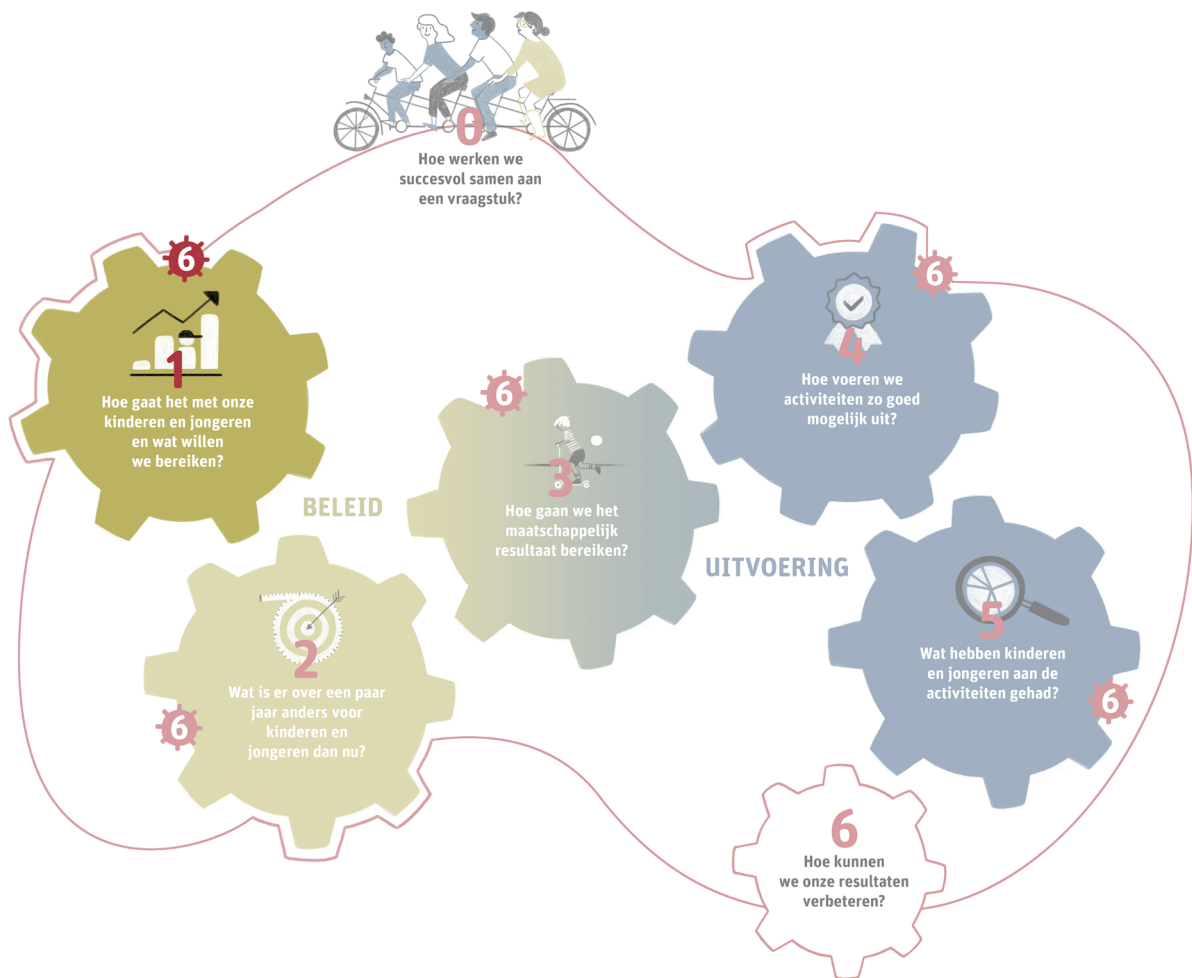 0
Hoe werken we
succesvol samen aan
een vraagstuk?
6
1
Hoe gaat het met onze
kinderen en jongeren
en wat willen
we bereiken?
BELEID
6
2
Wat is er over een paar
jaar anders voor
kinderen en
jongeren dan nu?
6
3
Hoe gaan we het
maatschappelijk
resultaat bereiken?
6
4
Hoe voeren we
activiteiten zo goed
mogelijk uit?
UITVOERING
5
Wat hebben kinderen
en jongeren aan de
activiteiten gehad?
6
6
Hoe kunnen
we onze resultaten
verbeteren?